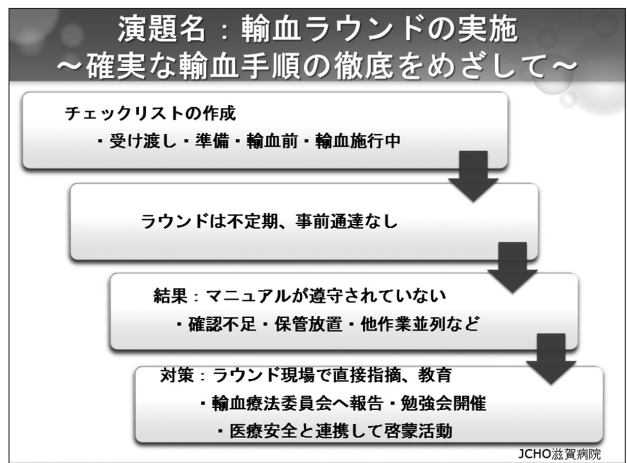 演題名：輸血ラウンドの実施
～確実な輸血手順の徹底をめざして～
チェックリストの作成
・受け渡し・準備・輸血前・輸血施行中
ラウンドは不定期、事前通達なし
結果：マニュアルが遵守されていない
・確認不足・保管放置・他作業並列など
対策：ラウンド現場で直接指摘、教育
・輸血療法委員会へ報告・勉強会開催
・医療安全と連携して啓蒙活動
JCHO滋賀病院